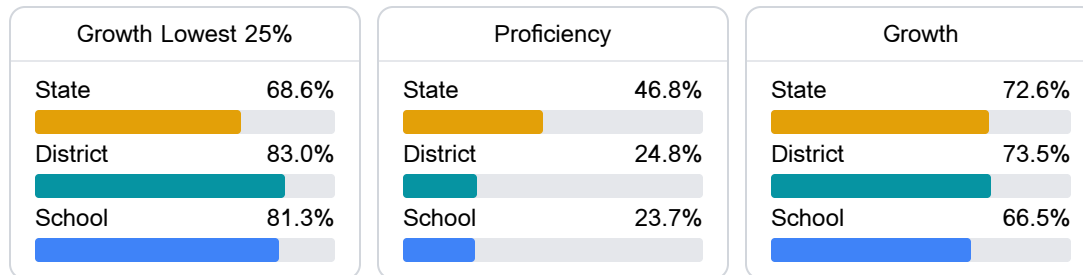 Growth Lowest 25%
State 68.6%
District 83.0%
School 81.3%
Proficiency
State 46.8%
District 24.8%
School 23.7%
Growth
State 72.6%
District 73.5%
School 66.5%